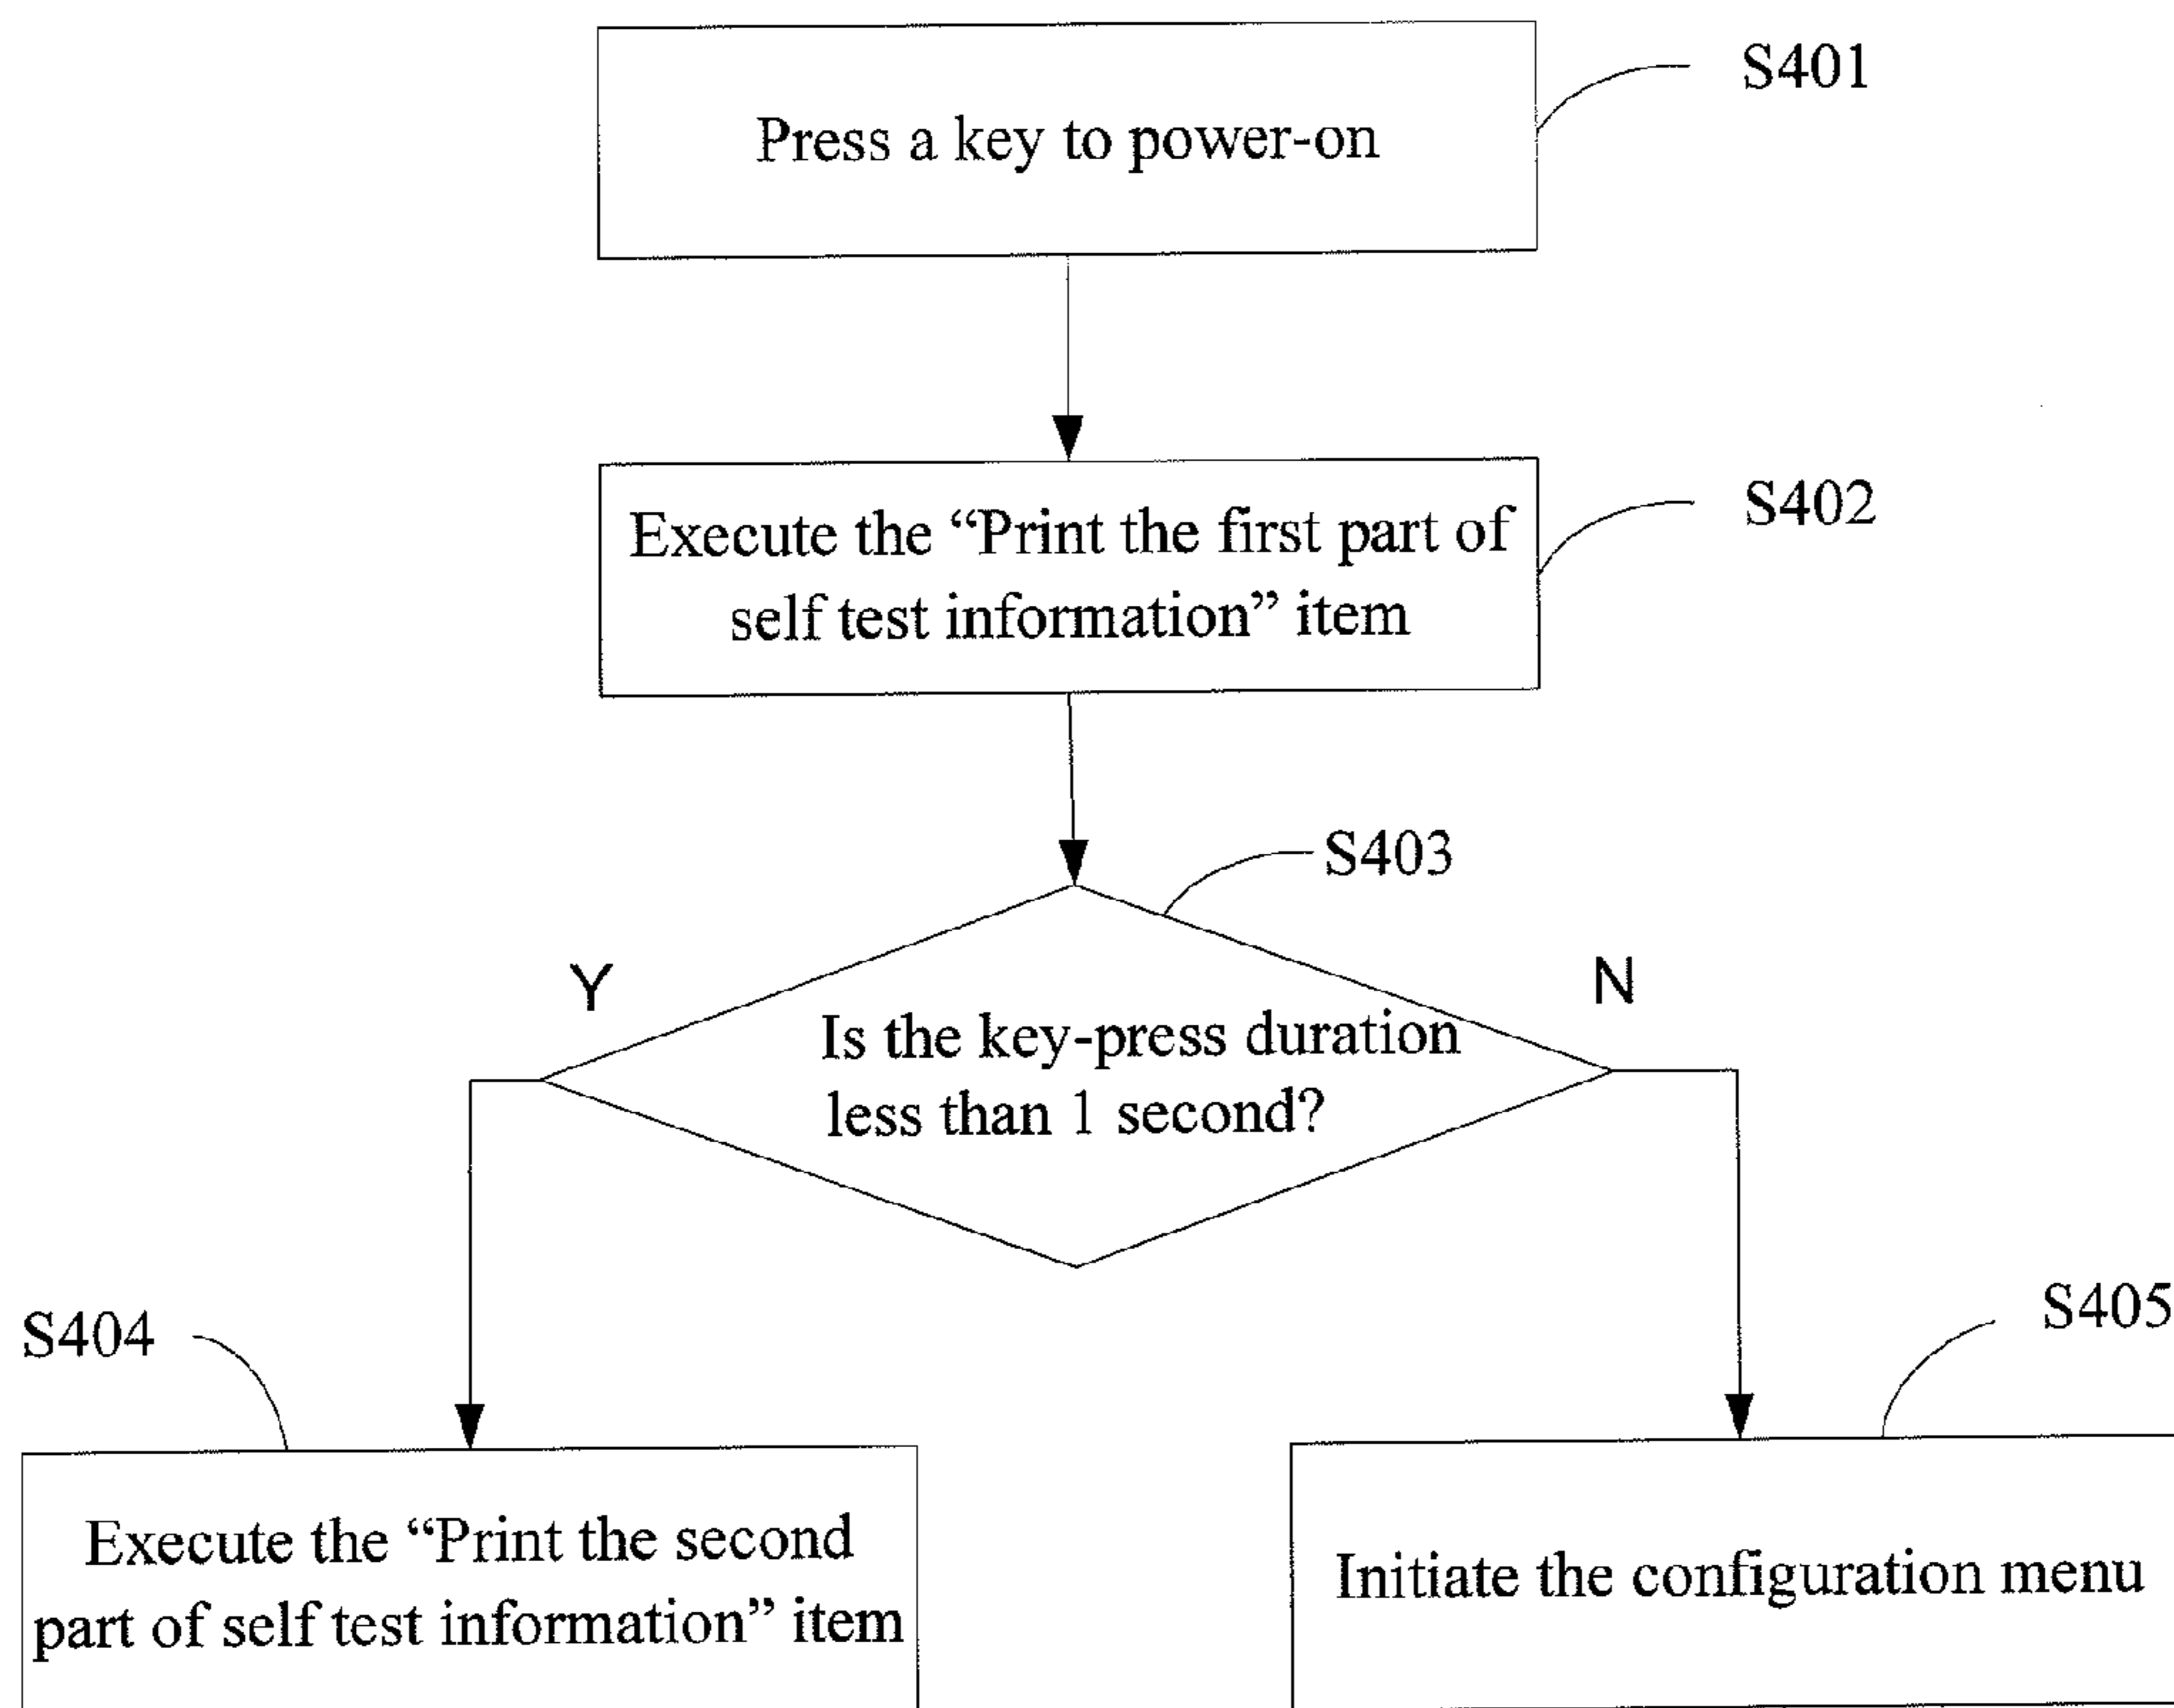 S401
Press a key to power-on
S402
Execute the “Print the first part of
self test information” item
S403
Y
N
Is the key-press duration
less than 1 second?
S404
S405
Execute the “Print the second
part of self test information” item
Initiate the configuration menu